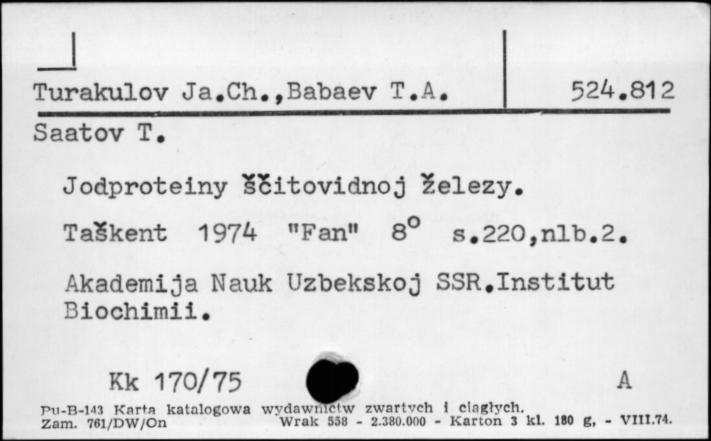 Turakulov Ja.Ch.,Babaev T.A. 524.812
Saatov T.
Jodproteiny ščitovidnoj železy.
Taškent 1974 "Fan" 8° s.220,nlb.2.
Akademija Nauk Uzbekskoj SSR.Institut
Biochimii.
Kk 170/75 A
Pu-B-143 Karta katalogowa wydawnictw zwartych i ciągłych.
Zam. 761/DW/On Wrak 558 - 2.380.000 - Karton 3 kl. 180 g, - VIII.74.